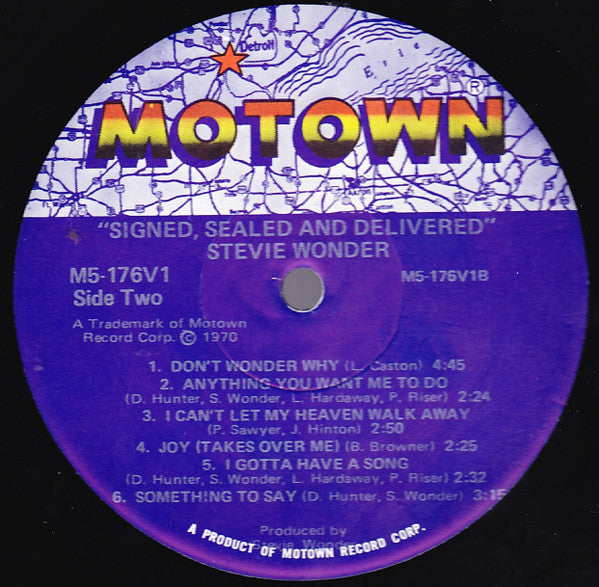 Detroit
Erie
MOTOWN®
"SIGNED, SEALED AND DELIVERED"
STEVIE WONDER
M5-176V1
M5-176V1B
Side Two
A Trademark of Motown
Record Corp. © 1970
1. DON'T WONDER WHY (L. Caston) 4:45
2. ANYTHING YOU WANT ME TO DO
(D. Hunter, S. Wonder, L. Hardaway, P. Riser) 2:24
3. I CAN'T LET MY HEAVEN WALK AWAY
(P. Sawyer, J. Hinton) 2:50
4. JOY (TAKES OVER ME) (B. Browner) 2:25
5. I GOTTA HAVE A SONG
(D. Hunter, S. Wonder, L. Hardaway, P. Riser) 2:32
6. SOMETHING TO SAY (D. Hunter, S. Wonder) 3:15
Produced by
Stevie Wonder
A PRODUCT OF MOTOWN RECORD CORP.